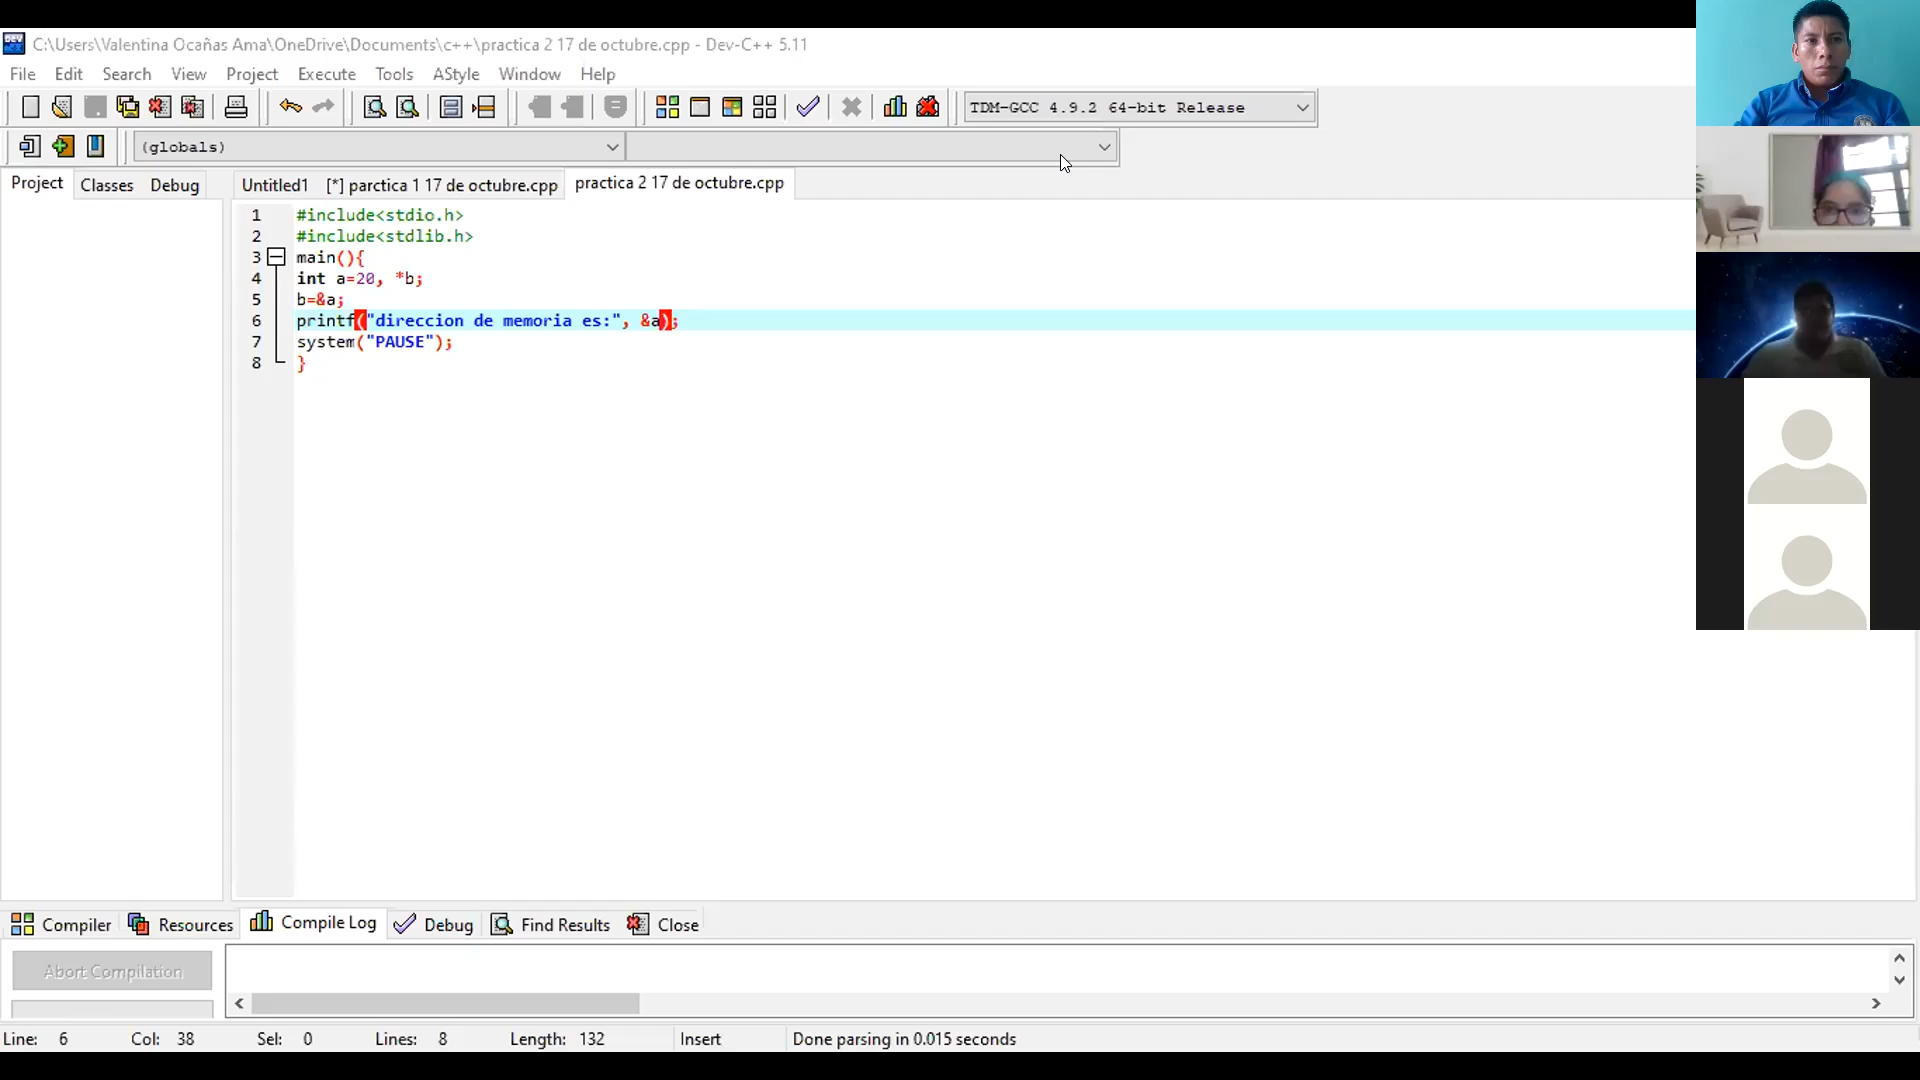 C:\Users\Valentina Ocañas Ama\OneDrive\Documents\c++\practica 2 17 de octubre.cpp - Dev-C++ 5.11
File Edit Search View Project Execute Tools AStyle Window Help
TDM-GCC 4.9.2 64-bit Release
(globals)
Project Classes Debug Untitled1 [*] parctica 1 17 de octubre.cpp practica 2 17 de octubre.cpp
1 #include<stdio.h>
2 #include<stdlib.h>
3 main(){
4 int a=20, *b;
5 b=&a;
6 printf("direccion de memoria es:", &a);
7 system("PAUSE");
8 }
Compiler Resources Compile Log Debug Find Results Close
Abort Compilation
Line: 6 Col: 38 Sel: 0 Lines: 8 Length: 132 Insert Done parsing in 0.015 seconds